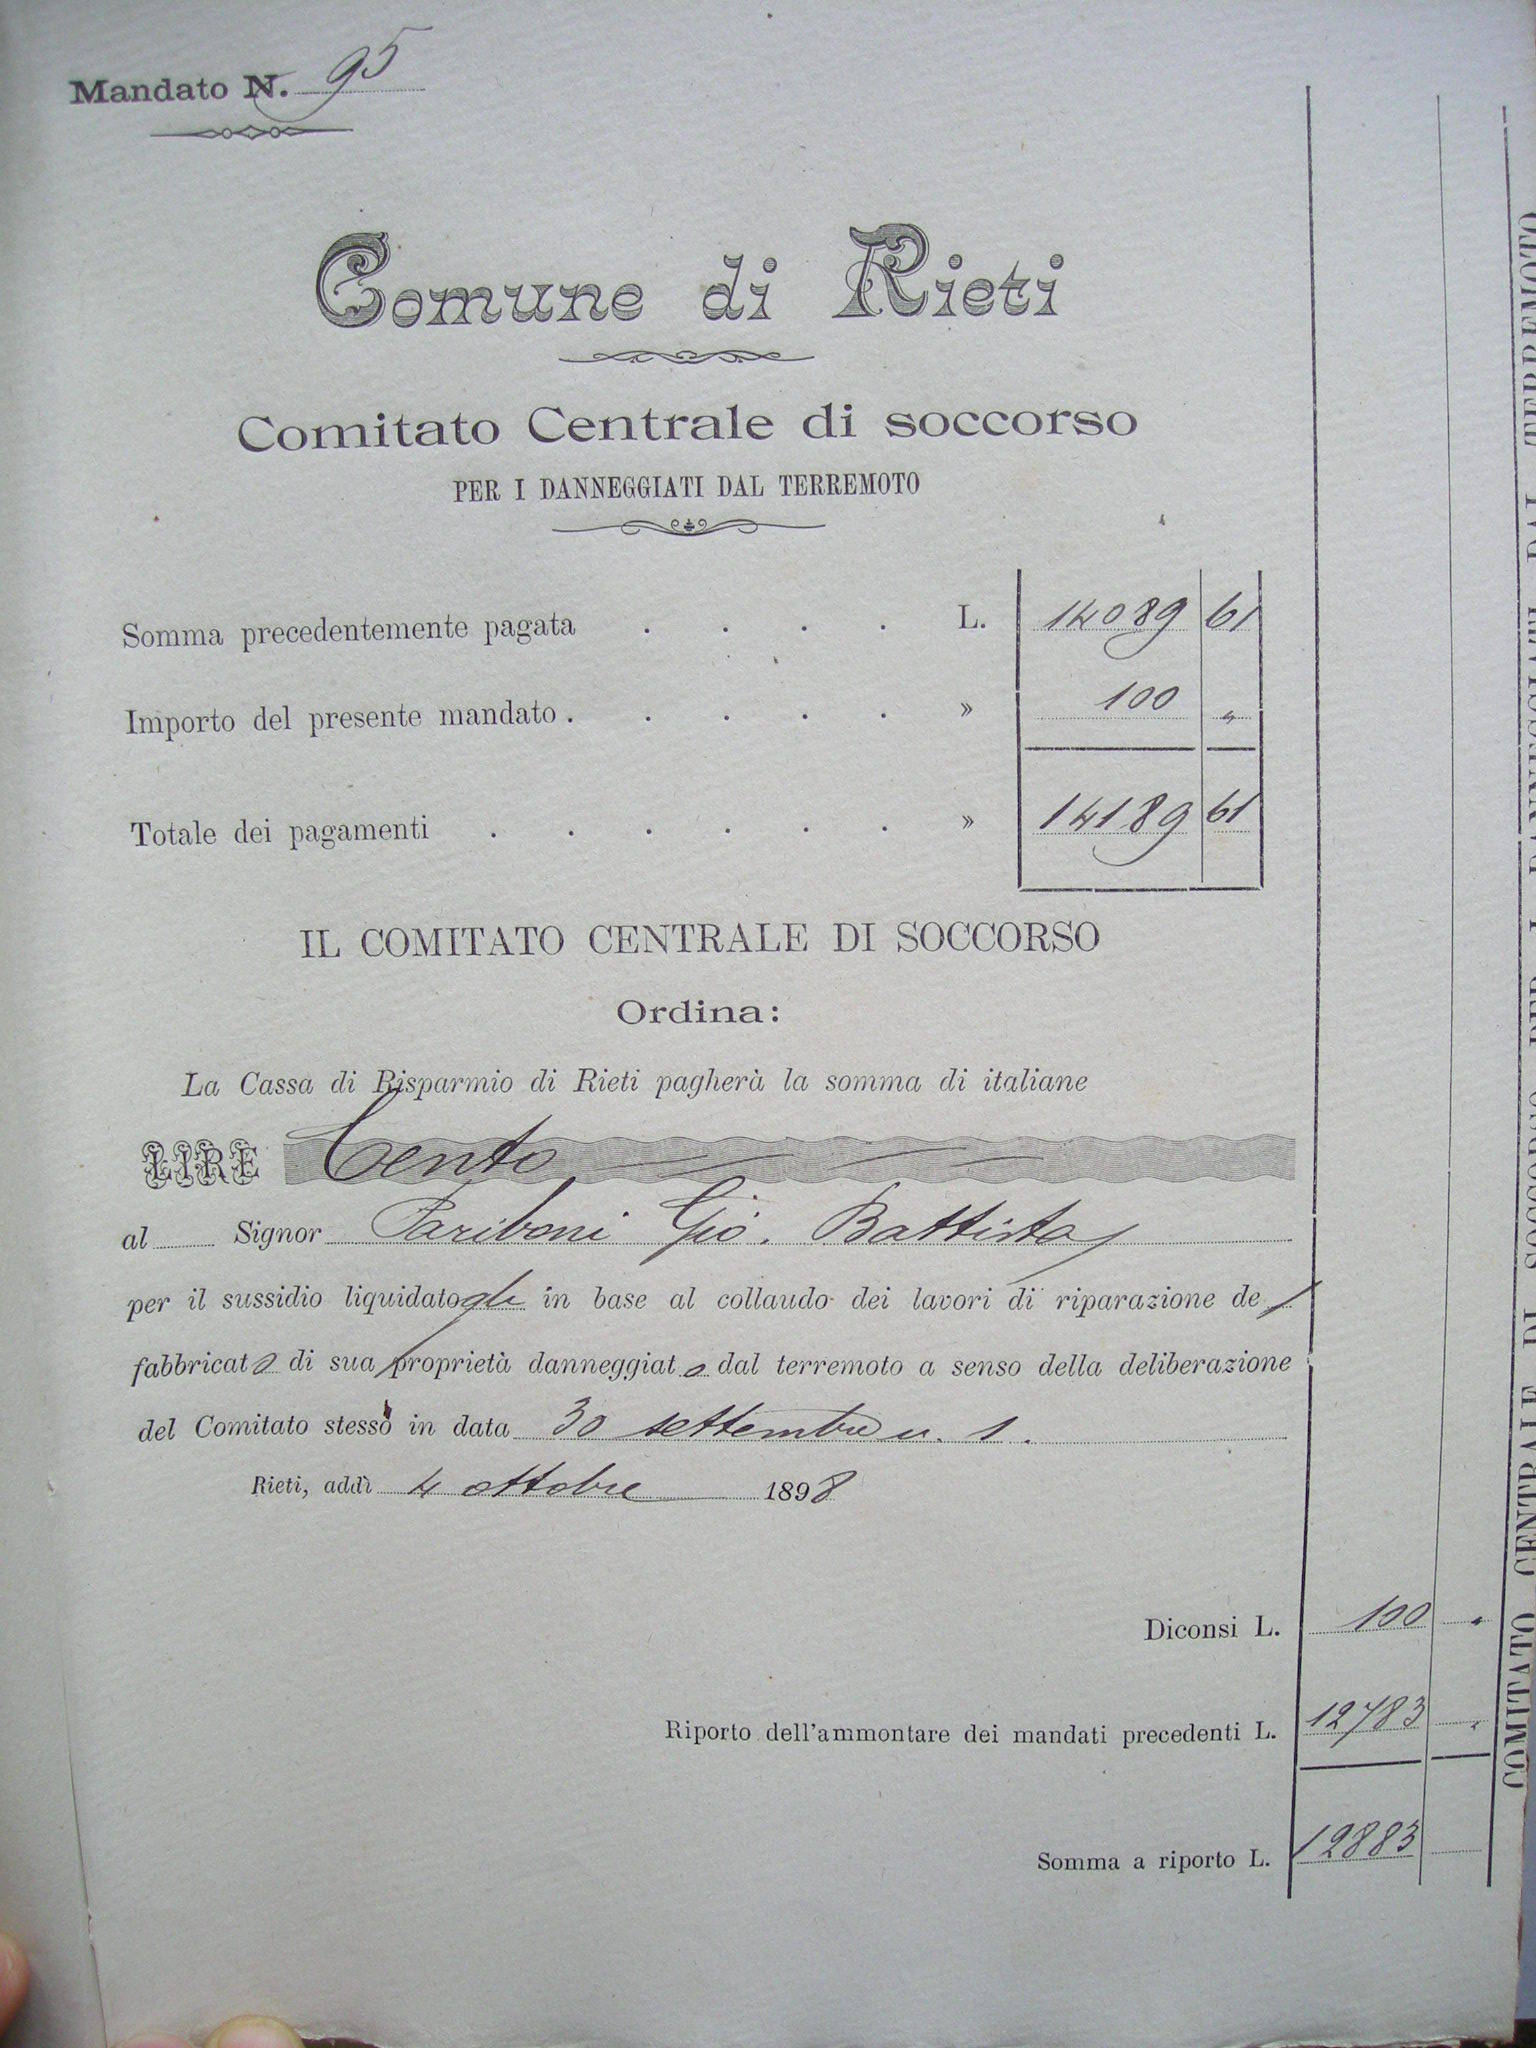 Mandato N. 95
Comune di Rieti
Comitato Centrale di soccorso
PER I DANNEGGIATI DAL TERREMOTO
Somma precedentemente pagata . . . . L. 14089 61
Importo del presente mandato . . . . . » 100 „
Totale dei pagamenti . . . . . . » 14189 61
IL COMITATO CENTRALE DI SOCCORSO
Ordina:
La Cassa di Risparmio di Rieti pagherà la somma di italiane
LIRE Cento
al Signor Pariboni Gio. Battista
per il sussidio liquidatogli in base al collaudo dei lavori di riparazione del
fabbricato di sua proprietà danneggiato dal terremoto a senso della deliberazione
del Comitato stesso in data 30 settembre u. s.
Rieti, addì 4 ottobre 1898
Diconsi L. 100 „
Riporto dell'ammontare dei mandati precedenti L. 12783 „
Somma a riporto L. 12883
COMITATO CENTRALE DI SOCCORSO PER I DANNEGGIATI DAL TERREMOTO